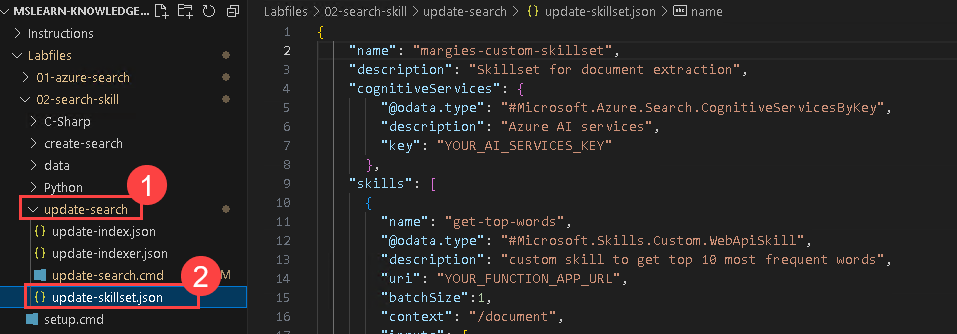 MSLEARN-KNOWLEDGE...
Instructions
Labfiles
01-azure-search
02-search-skill
C-Sharp
create-search
data
Python
1
update-search
{} update-index.json
{} update-indexer.json
update-search.cmd M
2
{} update-skillset.json
setup.cmd
Labfiles > 02-search-skill > update-search > {} update-skillset.json > abc name
1 {
2 "name": "margies-custom-skillset",
3 "description": "Skillset for document extraction",
4 "cognitiveServices": {
5 "@odata.type": "#Microsoft.Azure.Search.CognitiveServicesByKey",
6 "description": "Azure AI services",
7 "key": "YOUR_AI_SERVICES_KEY"
8 },
9 "skills": [
10 {
11 "name": "get-top-words",
12 "@odata.type": "#Microsoft.Skills.Custom.WebApiSkill",
13 "description": "custom skill to get top 10 most frequent words",
14 "uri": "YOUR_FUNCTION_APP_URL",
15 "batchSize":1,
16 "context": "/document",
17 "inputs": [